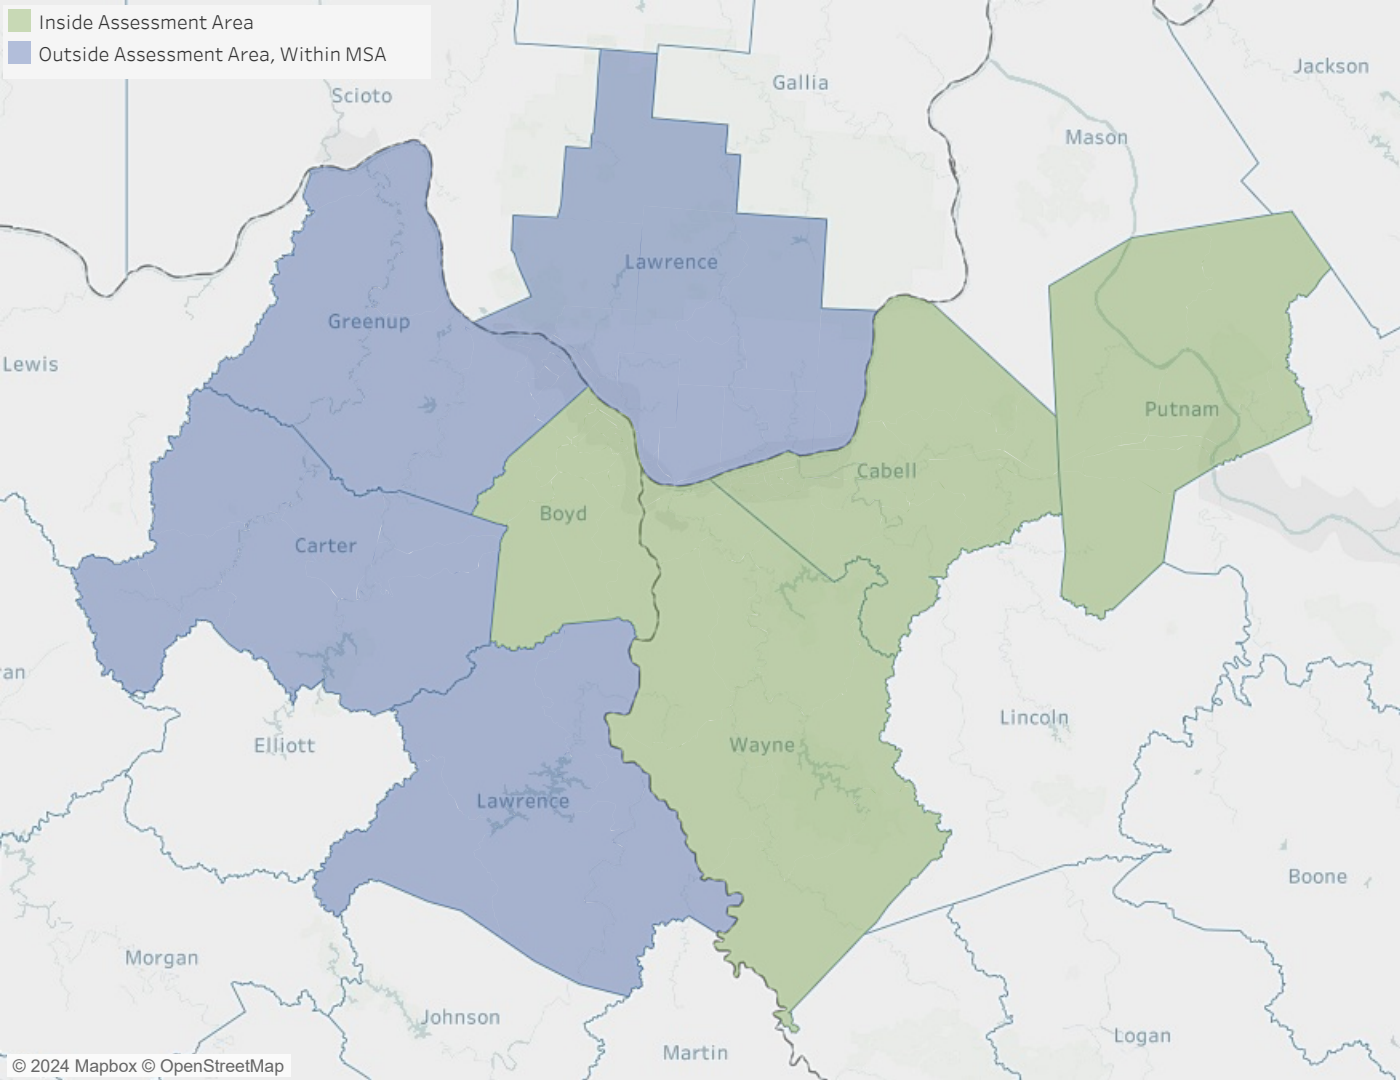 Inside Assessment Area
Outside Assessment Area, Within MSA
Scioto
Gallia
Jackson
Mason
Lawrence
Greenup
Lewis
Putnam
Cabell
Boyd
Carter
ran
Lincoln
Elliott
Wayne
Lawrence
Boone
Morgan
Johnson
Logan
Martin
© 2024 Mapbox © OpenStreetMap